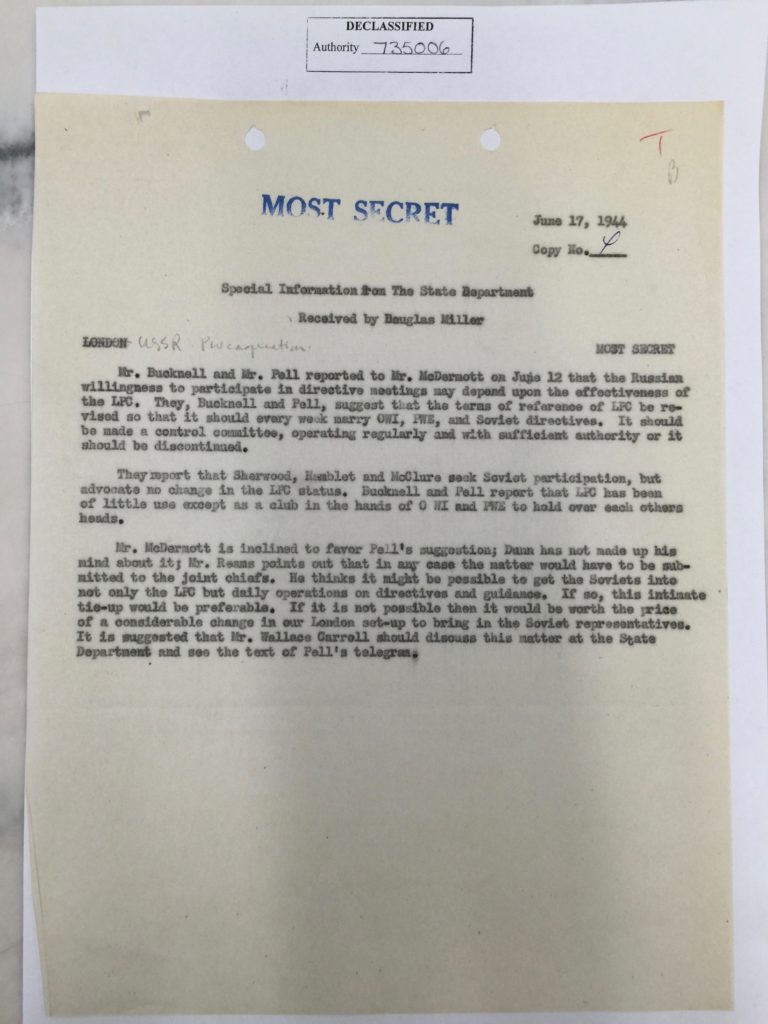 DECLASSIFIED
Authority 735006
T
B
MOST SECRET
June 17, 1944
Copy No. 4
Special Information from The State Department
Received by Douglas Miller
LONDON USSR
MOST SECRET
Mr. Bucknell and Mr. Pell reported to Mr. McDermott on June 12 that the Russian
willingness to participate in directive meetings may depend upon the effectiveness of
the LPC. They, Bucknell and Pell, suggest that the terms of reference of LPC be re-
vised so that it should every week marry OWI, PWE, and Soviet directives. It should
be made a control committee, operating regularly and with sufficient authority or it
should be discontinued.
They report that Sherwood, Hamblet and McClure seek Soviet participation, but
advocate no change in the LPC status. Bucknell and Pell report that LPC has been
of little use except as a club in the hands of O WI and PWE to hold over each others
heads.
Mr. McDermott is inclined to favor Pell's suggestion; Dunn has not made up his
mind about it; Mr. Reams points out that in any case the matter would have to be sub-
mitted to the joint chiefs. He thinks it might be possible to get the Soviets into
not only the LPC but daily operations on directives and guidance. If so, this intimate
tie-up would be preferable. If it is not possible then it would be worth the price
of a considerable change in our London set-up to bring in the Soviet representatives.
It is suggested that Mr. Wallace Carroll should discuss this matter at the State
Department and see the text of Pell's telegram.